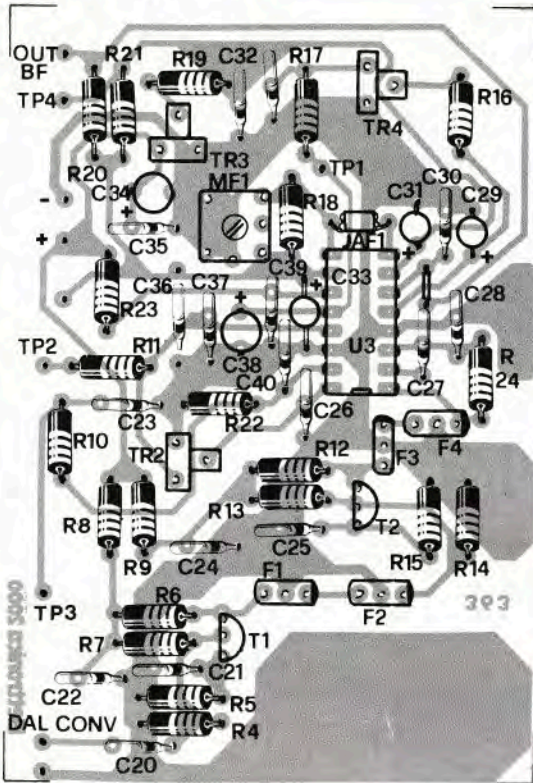 OUT BF
R21
R19
C32
R17
R16
TP4
TR4
TR3
R20
MF1
TP1
C34
R18
C31
C30
C29
-
+
+
C35
JAF1
+
+
C39
+
C33
C36
C37
C28
R23
+
U3
TP2
R11
C38
C27
R 24
C40
C23
R22
C26
R10
F4
TR2
F3
R12
R8
R13
T2
R9
C24
C25
R15
R14
TP3
F1
F2
393
R6
R7
T1
C21
C22
R5
DAL CONV
R4
C20